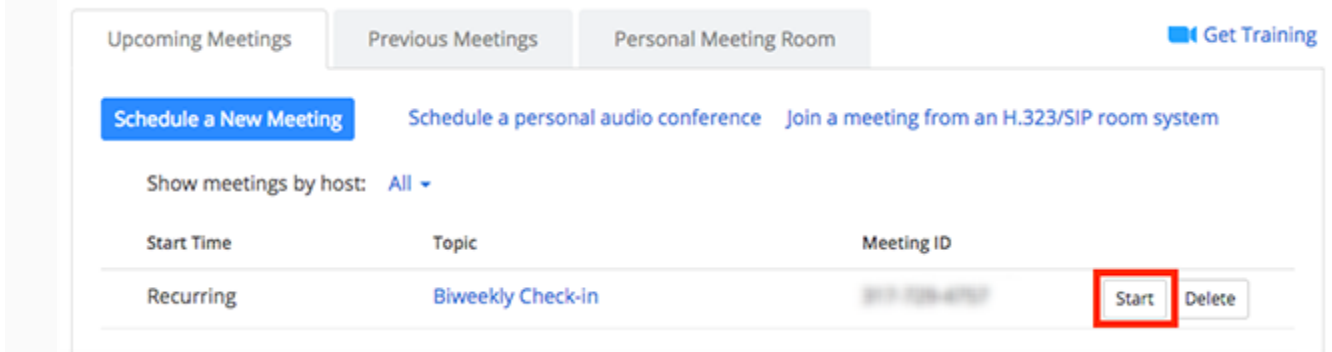 Upcoming Meetings Previous Meetings Personal Meeting Room Get Training
Schedule a New Meeting Schedule a personal audio conference Join a meeting from an H.323/SIP room system
Show meetings by host: All
Start Time Topic Meeting ID
Recurring Biweekly Check-in Start Delete